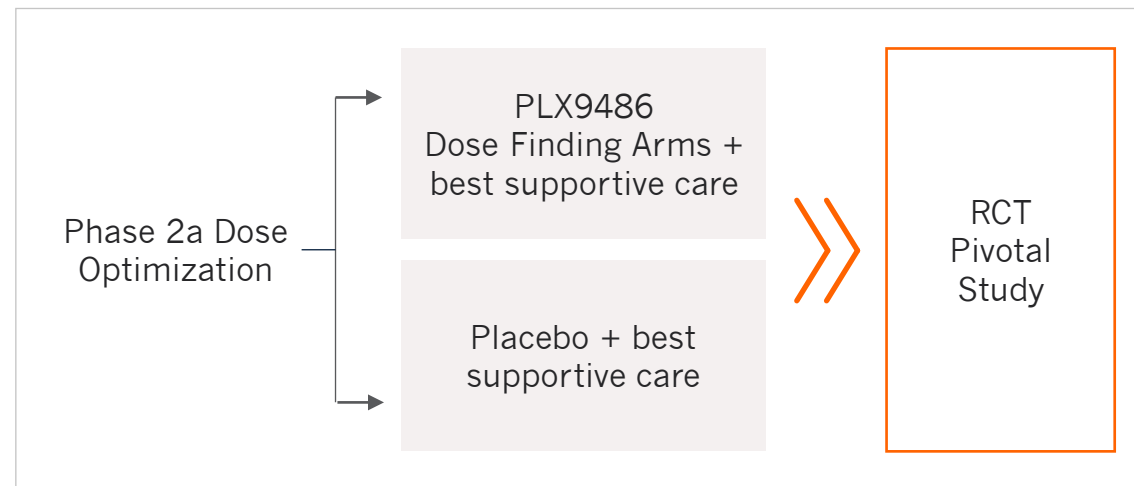 Phase 2a Dose
Optimization
PLX9486
Dose Finding Arms +
best supportive care
Placebo + best
supportive care
RCT
Pivotal
Study